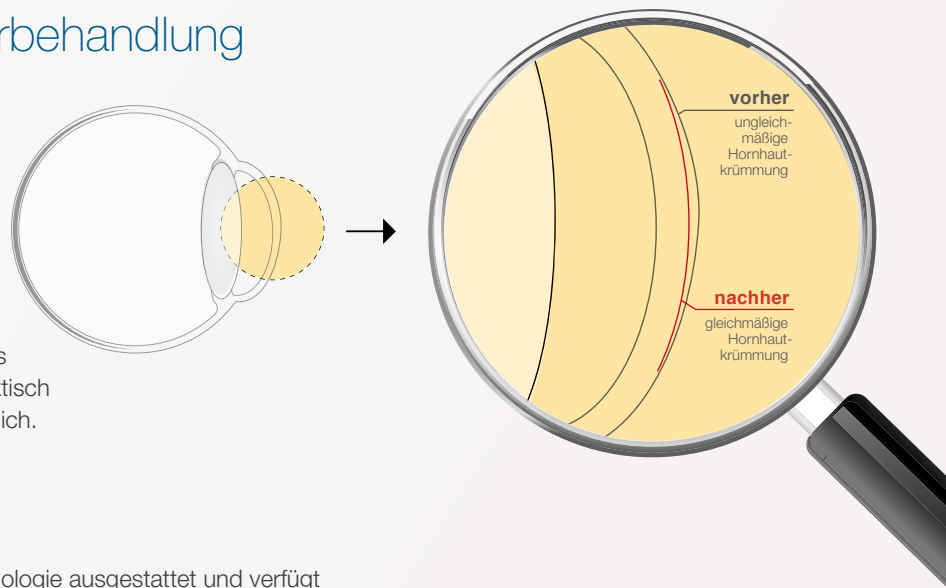 rbehandlung
vorher
ungleich-
mäßige
Hornhaut-
krümmung
nachher
gleichmäßige
Hornhaut-
krümmung
s
tisch
ich.
ologie ausgestattet und verfügt